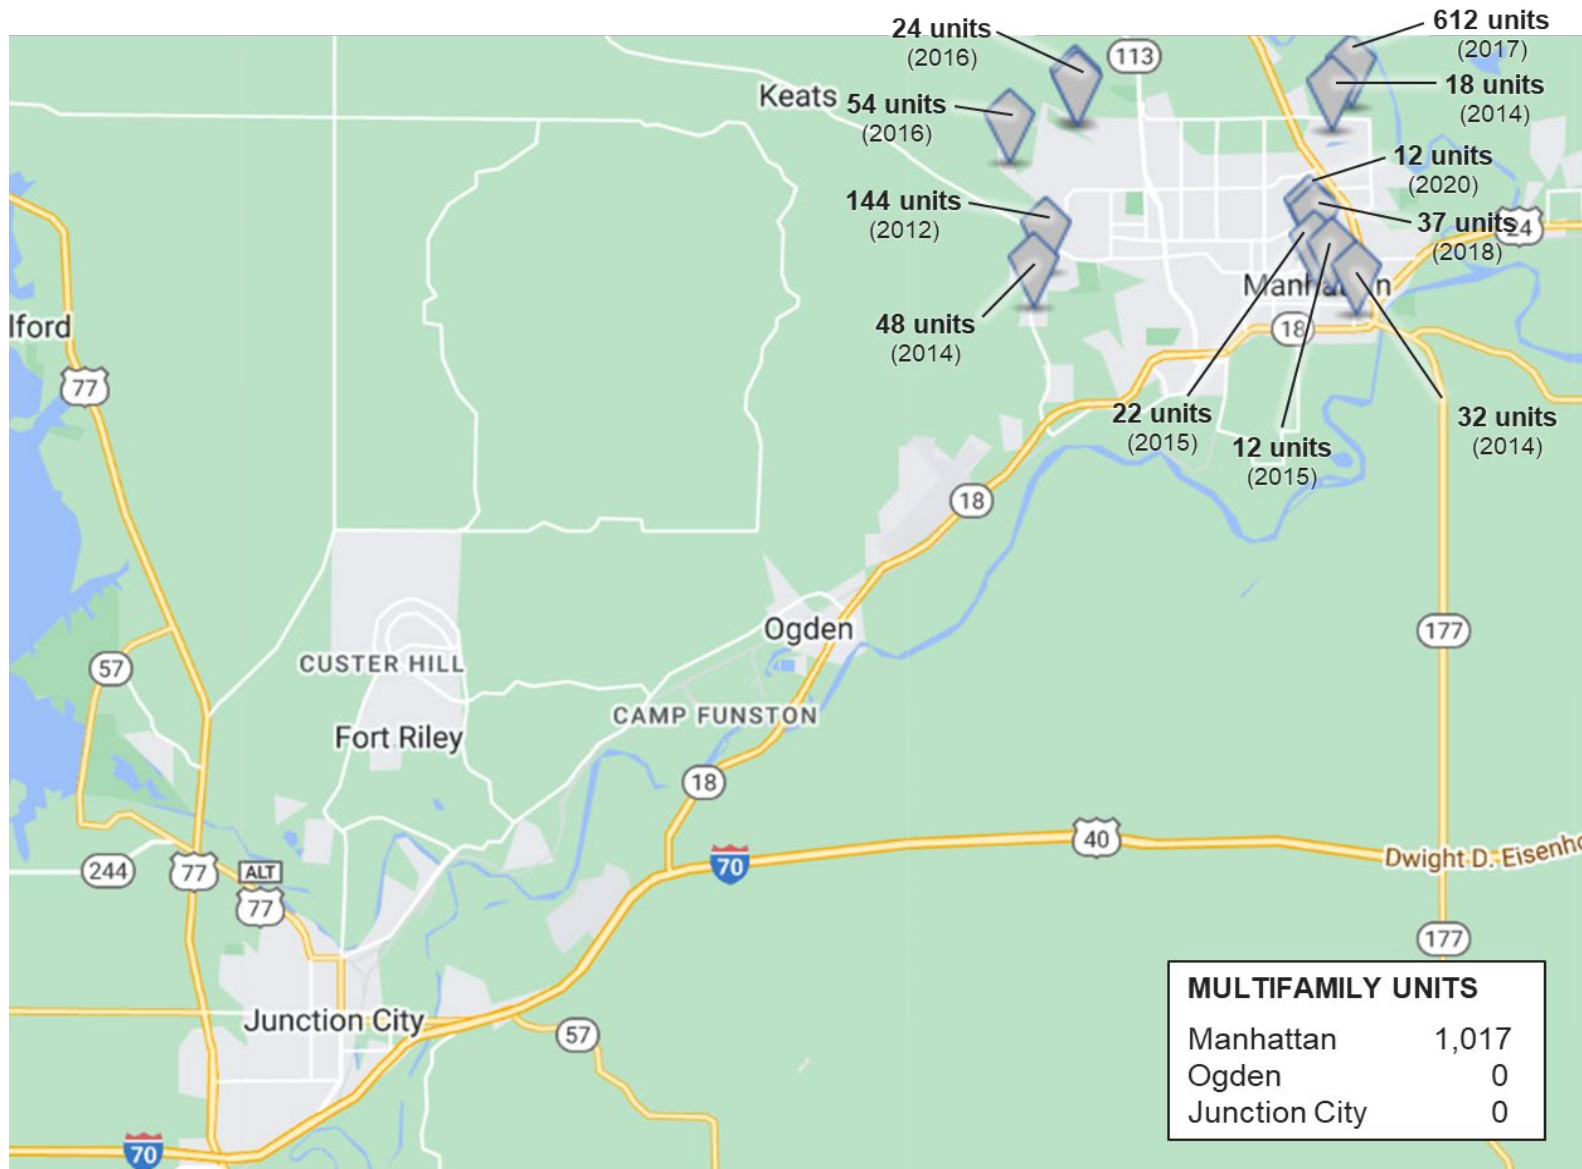 24 units
(2016)
113
612 units
(2017)
Keats
54 units
(2016)
18 units
(2014)
12 units
(2020)
144 units
(2012)
37 units
(2018)
24
48 units
(2014)
Manhattan
18
lford
77
22 units
(2015)
12 units
(2015)
32 units
(2014)
18
177
Ogden
57
CUSTER HILL
CAMP FUNSTON
Fort Riley
18
40
Dwight D. Eisenho
244
77
ALT
77
70
177
Junction City
57
70
MULTIFAMILY UNITS
Manhattan 1,017
Ogden 0
Junction City 0